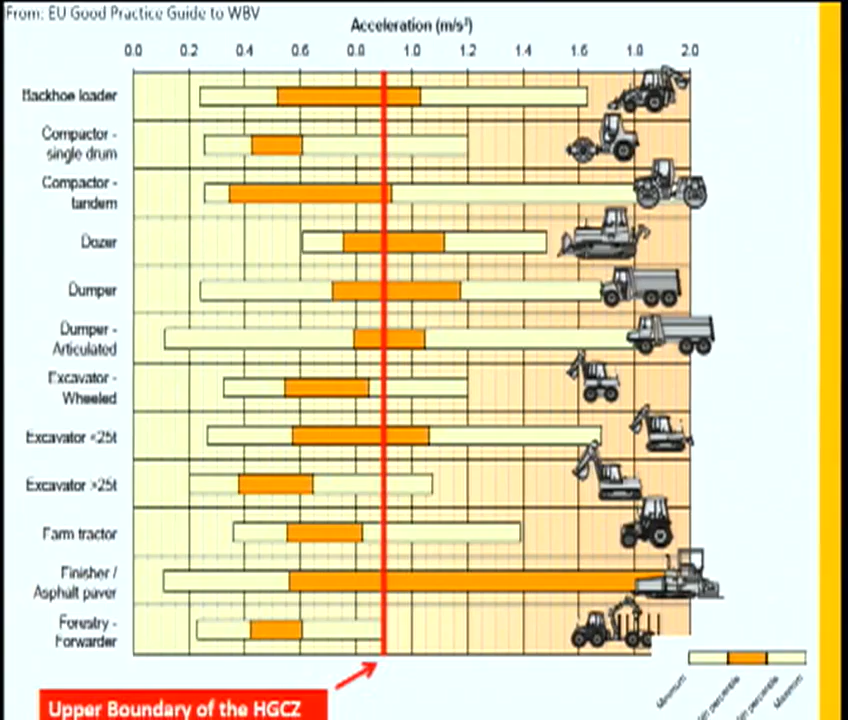 From: EU Good Practice Guide to WBV
Acceleration (m/s²)
0.0 0.2 0.4 0.6 0.8 1.0 1.2 1.4 1.6 1.8 2.0
Backhoe loader
Compactor -
single drum
Compactor -
tandem
Dozer
Dumper
Dumper -
Articulated
Excavator -
Wheeled
Excavator <25t
Excavator >25t
Farm tractor
Finisher /
Asphalt paver
Forestry -
Forwarder
Minimum
percentile
percentile
Maximum
Upper Boundary of the HGCZ